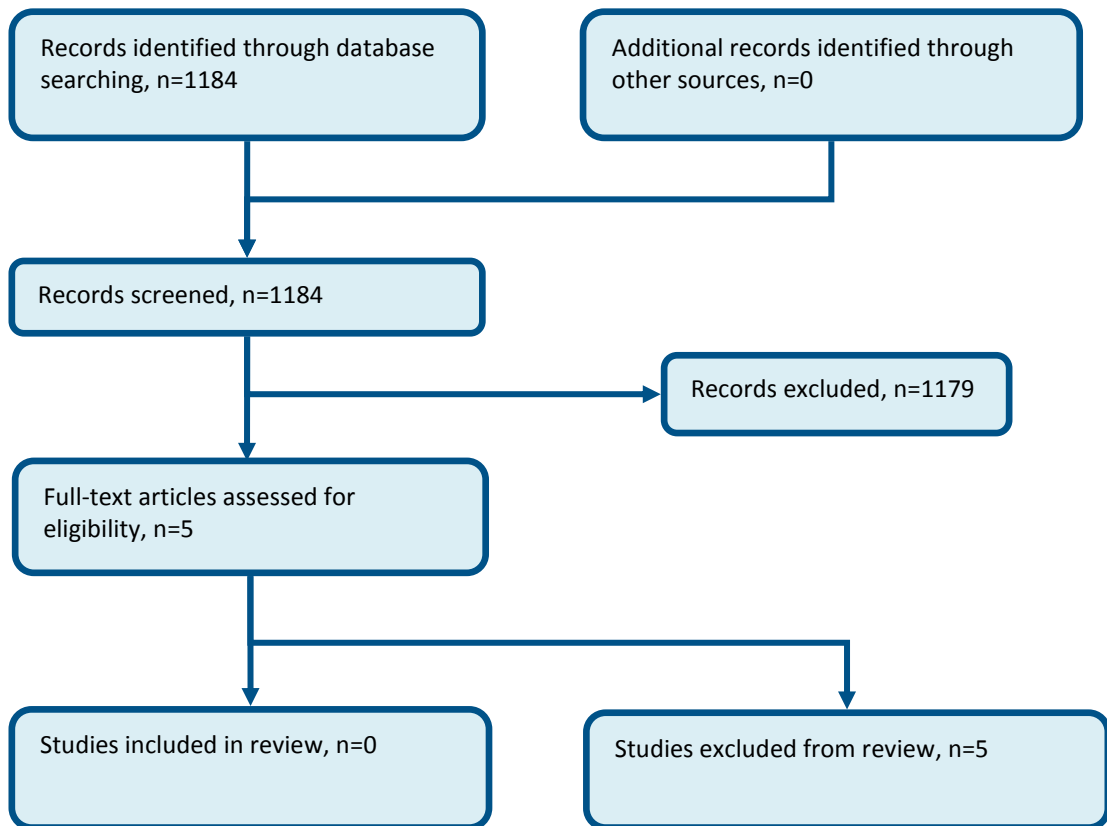 Records identified through database
searching, n=1184
Additional records identified through
other sources, n=0
Records screened, n=1184
Records excluded, n=1179
Full-text articles assessed for
eligibility, n=5
Studies included in review, n=0
Studies excluded from review, n=5